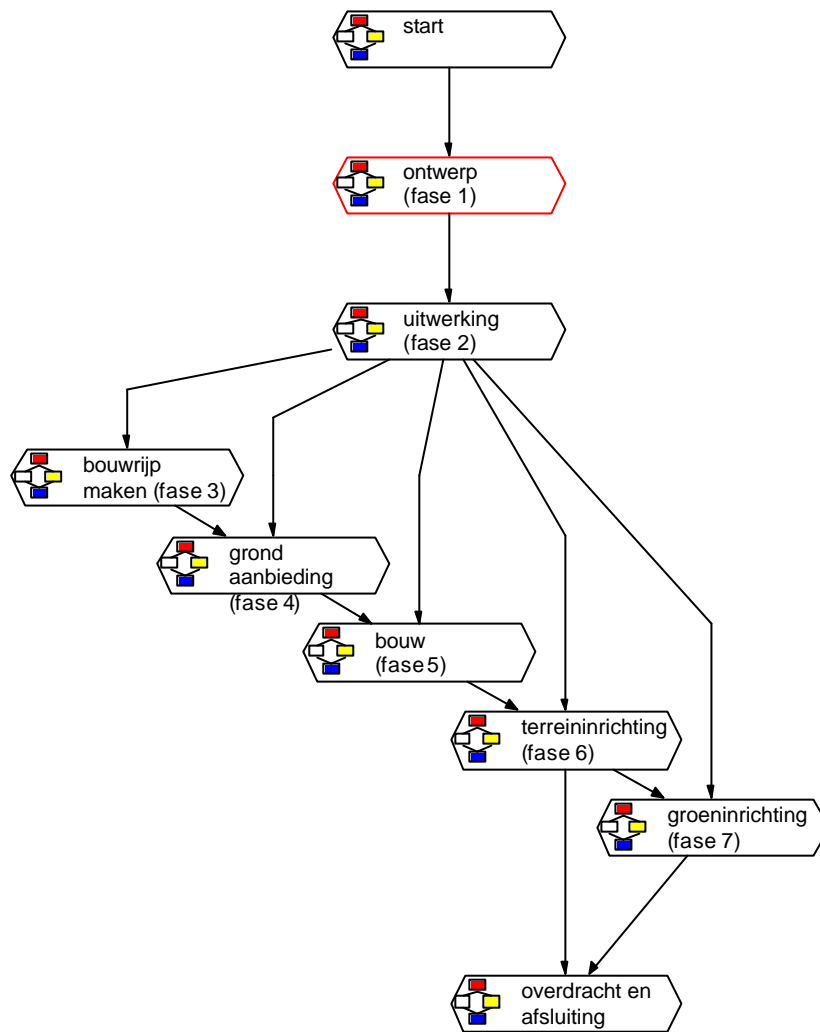 start
ontwerp
(fase 1)
uitwerking
(fase 2)
bouwrijp
maken (fase 3)
grond
aanbieding
(fase 4)
bouw
(fase 5)
terreininrichting
(fase 6)
groeninrichting
(fase 7)
overdracht en
afsluiting